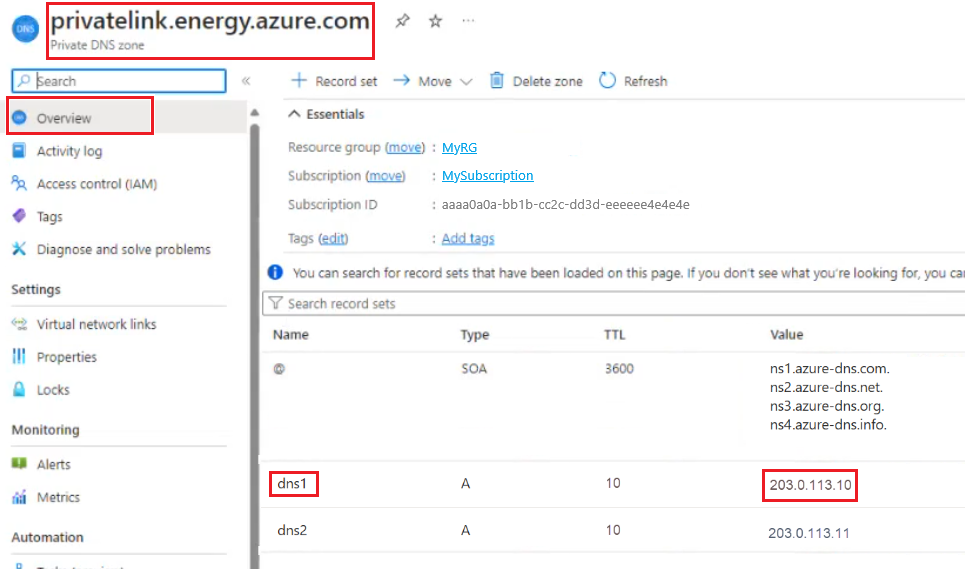 DNS
privatelink.energy.azure.com
Private DNS zone
Search
«
Record set
Move
Delete zone
Refresh
Overview
Activity log
Access control (IAM)
Tags
Diagnose and solve problems
Settings
Virtual network links
Properties
Locks
Monitoring
Alerts
Metrics
Automation
Essentials
Resource group (move) : MyRG
Subscription (move) : MySubscription
Subscription ID : aaaa0a0a-bb1b-cc2c-dd3d-eeeeee4e4e4e
Tags (edit) : Add tags
You can search for record sets that have been loaded on this page. If you don't see what you're looking for, you can
Search record sets
Name Type TTL Value
@ SOA 3600 ns1.azure-dns.com.
ns2.azure-dns.net.
ns3.azure-dns.org.
ns4.azure-dns.info.
dns1 A 10 203.0.113.10
dns2 A 10 203.0.113.11